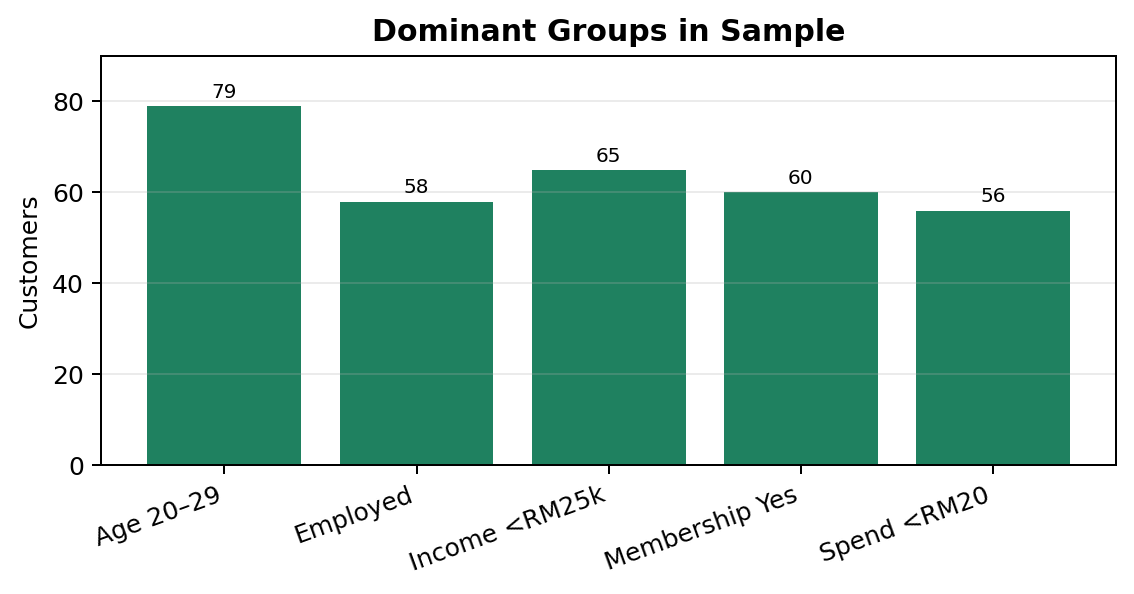 Dominant Groups in Sample
Customers
80
60
40
20
0
79
58
65
60
56
Age 20–29
Employed
Income <RM25k
Membership Yes
Spend <RM20